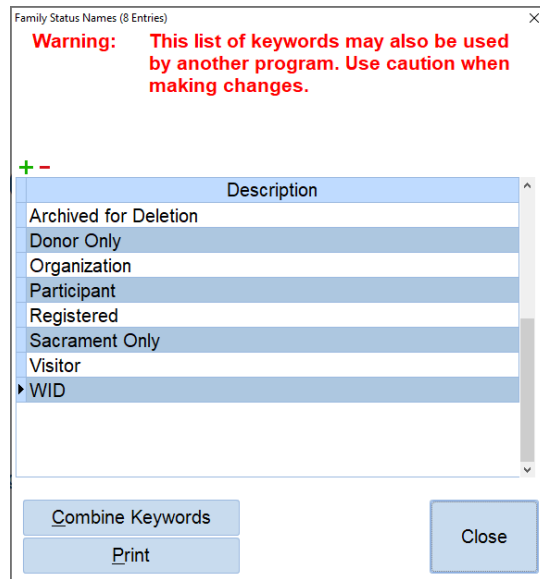 Family Status Names (8 Entries)
Warning: This list of keywords may also be used
by another program. Use caution when
making changes.
Description
Archived for Deletion
Donor Only
Organization
Participant
Registered
Sacrament Only
Visitor
WID
Combine Keywords
Print
Close